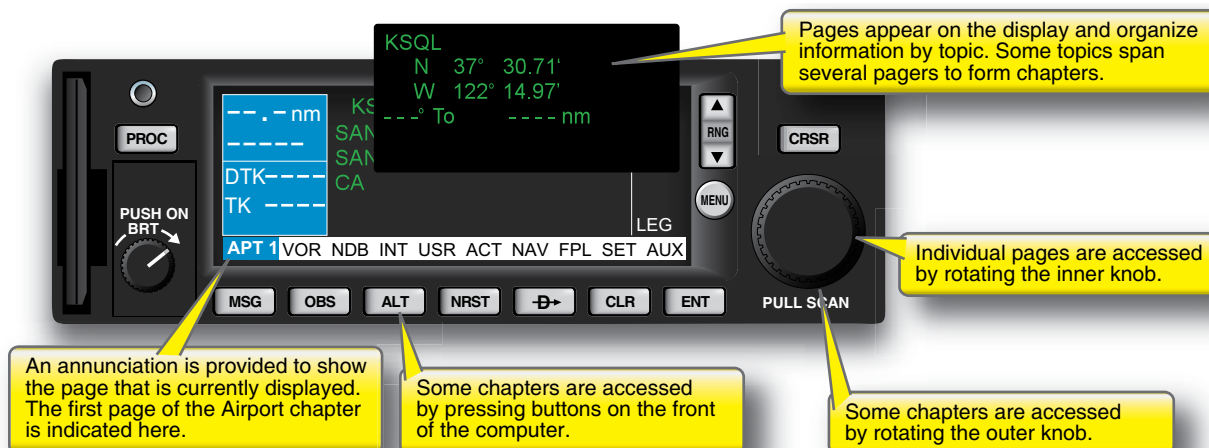 Pages appear on the display and organize
information by topic. Some topics span
several pagers to form chapters.
KSQL
N 37° 30.71‘
W 122° 14.97’
---° To ---- nm
--.- nm
-----
DTK----
TK ----
KS
SAN
SAN
CA
LEG
APT 1 VOR NDB INT USR ACT NAV FPL SET AUX
PROC
PUSH ON
BRT
RNG
MENU
CRSR
PULL SCAN
MSG OBS ALT NRST D CLR ENT
Individual pages are accessed
by rotating the inner knob.
An annunciation is provided to show
the page that is currently displayed.
The first page of the Airport chapter
is indicated here.
Some chapters are accessed
by pressing buttons on the front
of the computer.
Some chapters are accessed
by rotating the outer knob.